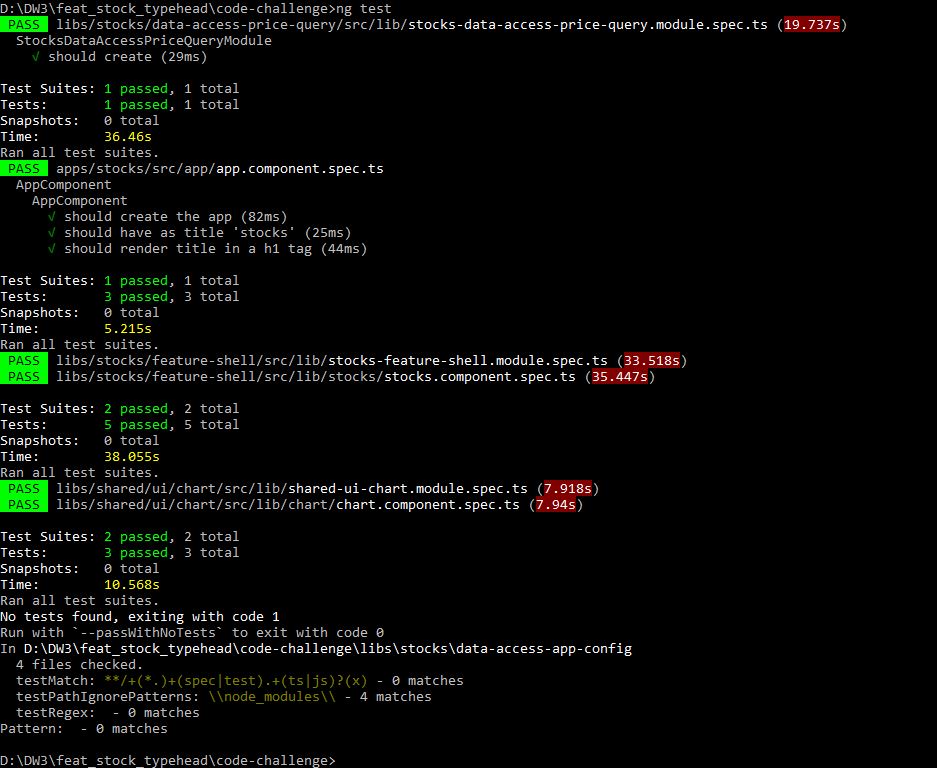 D:\DW3\feat_stock_typehead\code-challenge>ng test
PASS libs/stocks/data-access-price-query/src/lib/stocks-data-access-price-query.module.spec.ts (19.737s)
StocksDataAccessPriceQueryModule
√ should create (29ms)
Test Suites: 1 passed, 1 total
Tests: 1 passed, 1 total
Snapshots: 0 total
Time: 36.46s
Ran all test suites.
PASS apps/stocks/src/app/app.component.spec.ts
AppComponent
AppComponent
√ should create the app (82ms)
√ should have as title 'stocks' (25ms)
√ should render title in a h1 tag (44ms)
Test Suites: 1 passed, 1 total
Tests: 3 passed, 3 total
Snapshots: 0 total
Time: 5.215s
Ran all test suites.
PASS libs/stocks/feature-shell/src/lib/stocks-feature-shell.module.spec.ts (33.518s)
PASS libs/stocks/feature-shell/src/lib/stocks/stocks.component.spec.ts (35.447s)
Test Suites: 2 passed, 2 total
Tests: 5 passed, 5 total
Snapshots: 0 total
Time: 38.055s
Ran all test suites.
PASS libs/shared/ui/chart/src/lib/shared-ui-chart.module.spec.ts (7.918s)
PASS libs/shared/ui/chart/src/lib/chart/chart.component.spec.ts (7.94s)
Test Suites: 2 passed, 2 total
Tests: 3 passed, 3 total
Snapshots: 0 total
Time: 10.568s
Ran all test suites.
No tests found, exiting with code 1
Run with `--passWithNoTests` to exit with code 0
In D:\DW3\feat_stock_typehead\code-challenge\libs\stocks\data-access-app-config
4 files checked.
testMatch: **/+(*.)+(spec|test).+(ts|js)?(x) - 0 matches
testPathIgnorePatterns: \\node_modules\\ - 4 matches
testRegex:  - 0 matches
Pattern:  - 0 matches
D:\DW3\feat_stock_typehead\code-challenge>